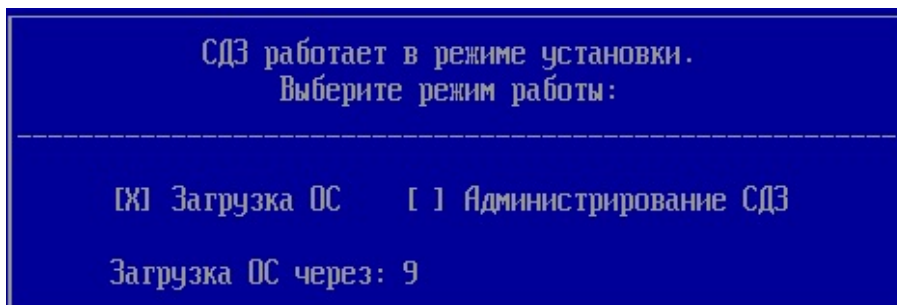 СДЗ работает в режиме установки.
Выберите режим работы:
[X] Загрузка ОС [ ] Администрирование СДЗ
Загрузка ОС через: 9